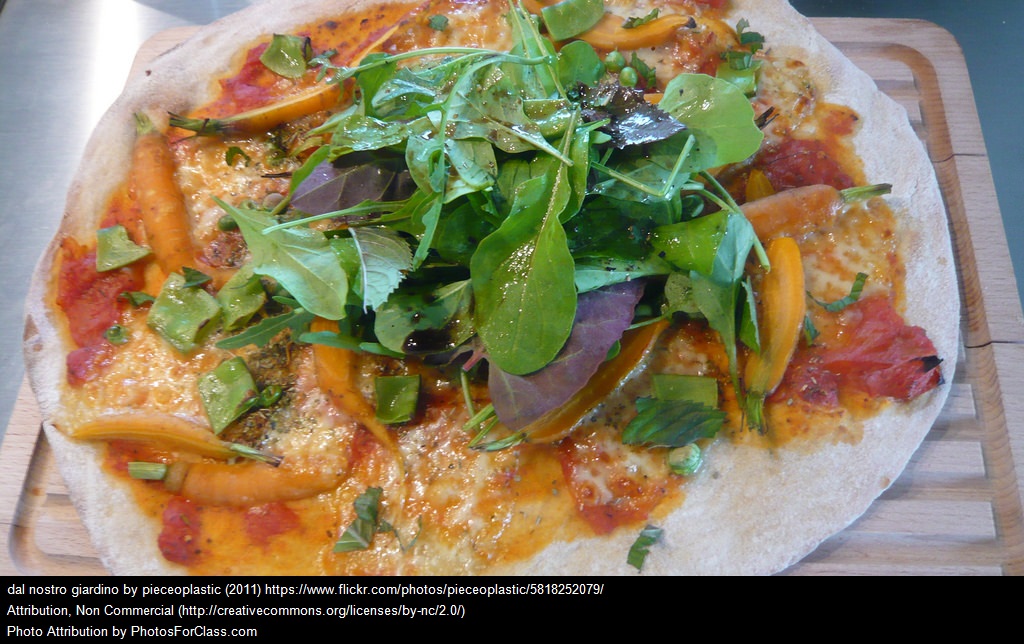 dal nostro giardino by pieceoplastic (2011) https://www.flickr.com/photos/pieceoplastic/5818252079/
Attribution, Non Commercial (http://creativecommons.org/licenses/by-nc/2.0/)
Photo Attribution by PhotosForClass.com